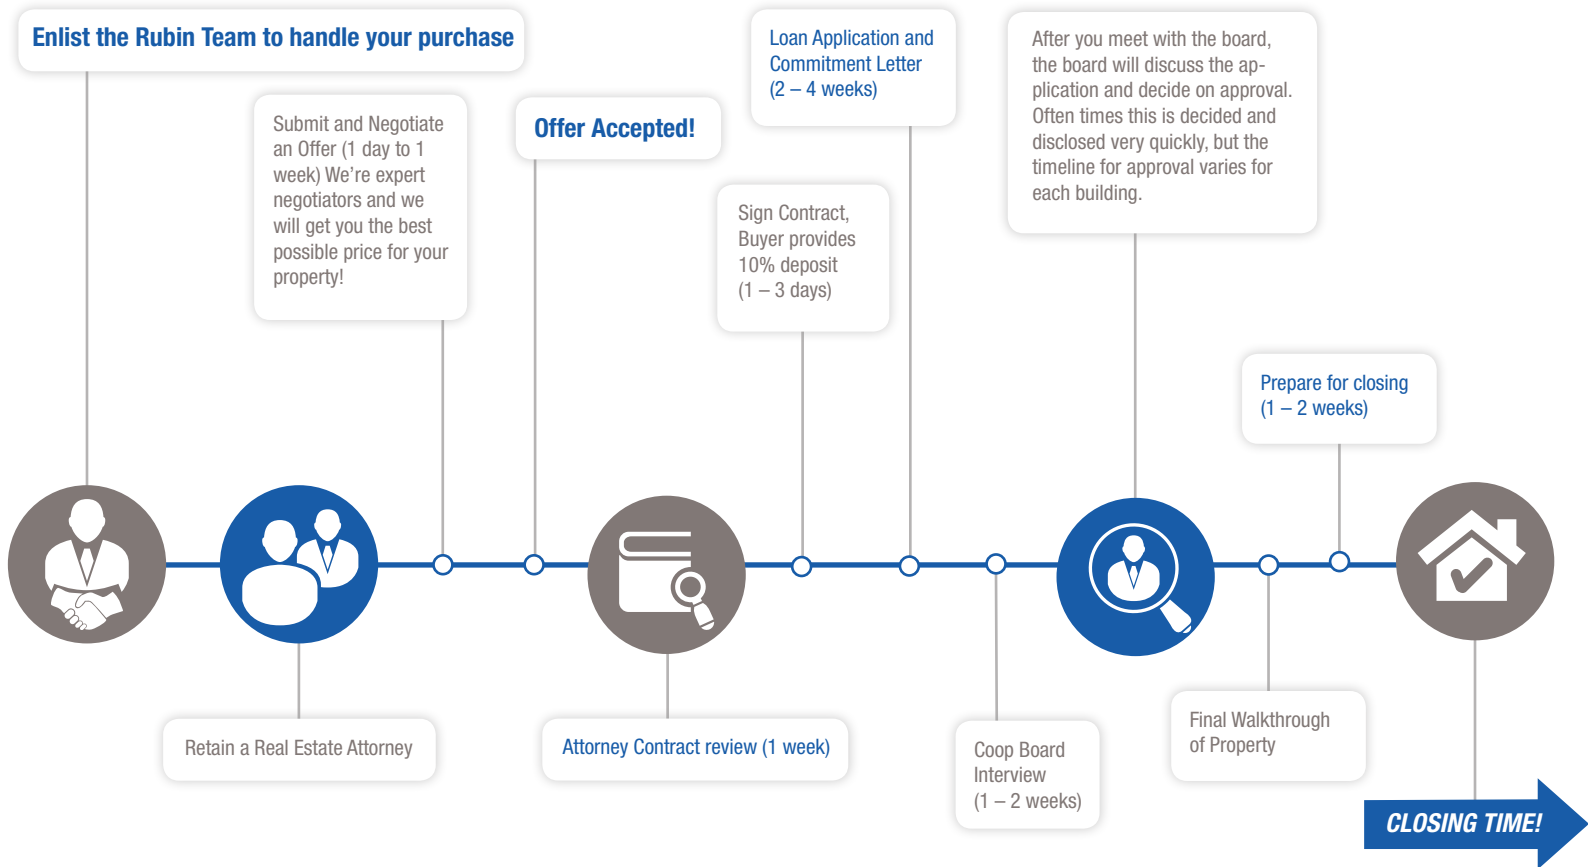 Enlist the Rubin Team to handle your purchase
Retain a Real Estate Attorney
Submit and Negotiate
an Offer (1 day to 1
week) We’re expert
negotiators and we
will get you the best
possible price for your
property!
Offer Accepted!
Attorney Contract review (1 week)
Sign Contract,
Buyer provides
10% deposit
(1 – 3 days)
Loan Application and
Commitment Letter
(2 – 4 weeks)
Coop Board
Interview
(1 – 2 weeks)
After you meet with the board,
the board will discuss the ap-
plication and decide on approval.
Often times this is decided and
disclosed very quickly, but the
timeline for approval varies for
each building.
Final Walkthrough
of Property
Prepare for closing
(1 – 2 weeks)
CLOSING TIME!